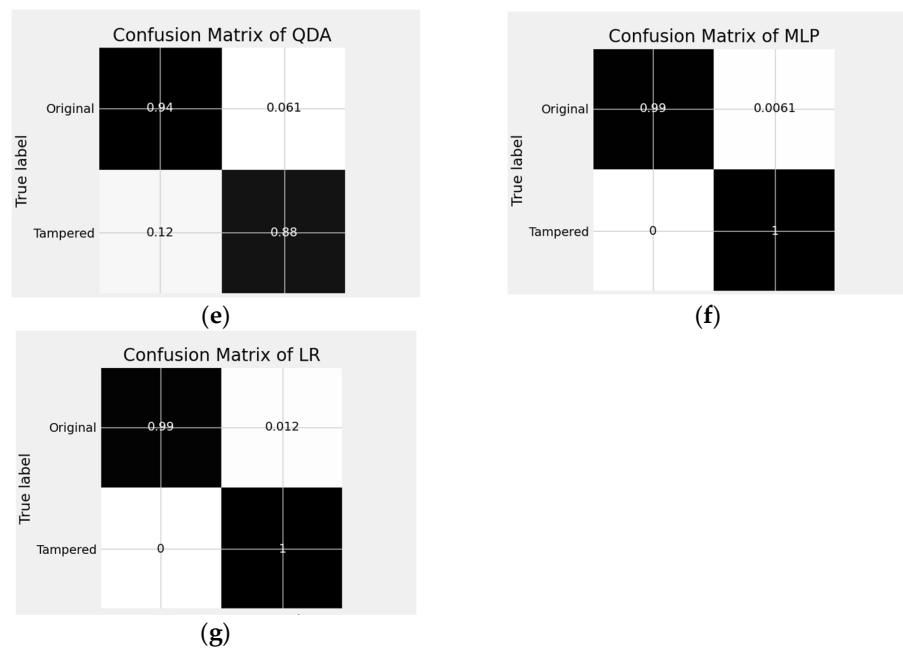 Confusion Matrix of QDA
Original
0.94
0.061
True label
Tampered
0.12
0.88
(e)
Confusion Matrix of MLP
Original
0.99
0.0061
True label
Tampered
0
1
(f)
Confusion Matrix of LR
Original
0.99
0.012
True label
Tampered
0
1
(g)